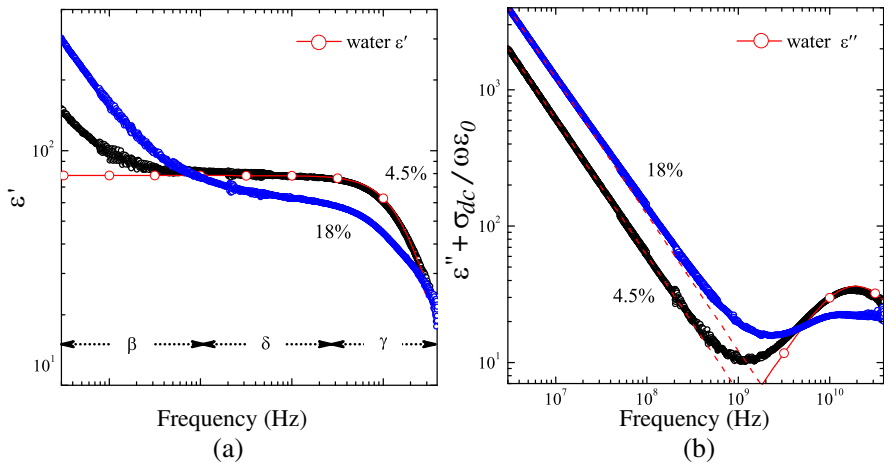 water ε′
10²
4.5%
ε′
18%
β
δ
γ
10¹
Frequency (Hz)
(a)
water ε′′
10³
18%
ε′′ + σdc / ωε₀
10²
4.5%
10¹
10⁷ 10⁸ 10⁹ 10¹⁰
Frequency (Hz)
(b)